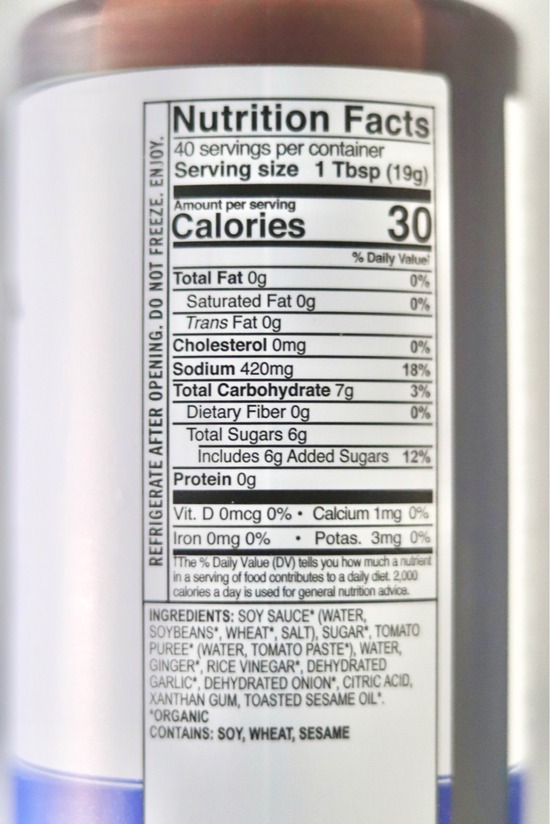 REFRIGERATE AFTER OPENING. DO NOT FREEZE. ENJOY.
Nutrition Facts
40 servings per container
Serving size 1 Tbsp (19g)
Amount per serving
Calories 30
% Daily Value†
Total Fat 0g 0%
Saturated Fat 0g 0%
Trans Fat 0g
Cholesterol 0mg 0%
Sodium 420mg 18%
Total Carbohydrate 7g 3%
Dietary Fiber 0g 0%
Total Sugars 6g
Includes 6g Added Sugars 12%
Protein 0g
Vit. D 0mcg 0% • Calcium 1mg 0%
Iron 0mg 0% • Potas. 3mg 0%
†The % Daily Value (DV) tells you how much a nutrient
in a serving of food contributes to a daily diet. 2,000
calories a day is used for general nutrition advice.
INGREDIENTS: SOY SAUCE* (WATER,
SOYBEANS*, WHEAT*, SALT), SUGAR*, TOMATO
PUREE* (WATER, TOMATO PASTE*), WATER,
GINGER*, RICE VINEGAR*, DEHYDRATED
GARLIC*, DEHYDRATED ONION*, CITRIC ACID,
XANTHAN GUM, TOASTED SESAME OIL*.
*ORGANIC
CONTAINS: SOY, WHEAT, SESAME